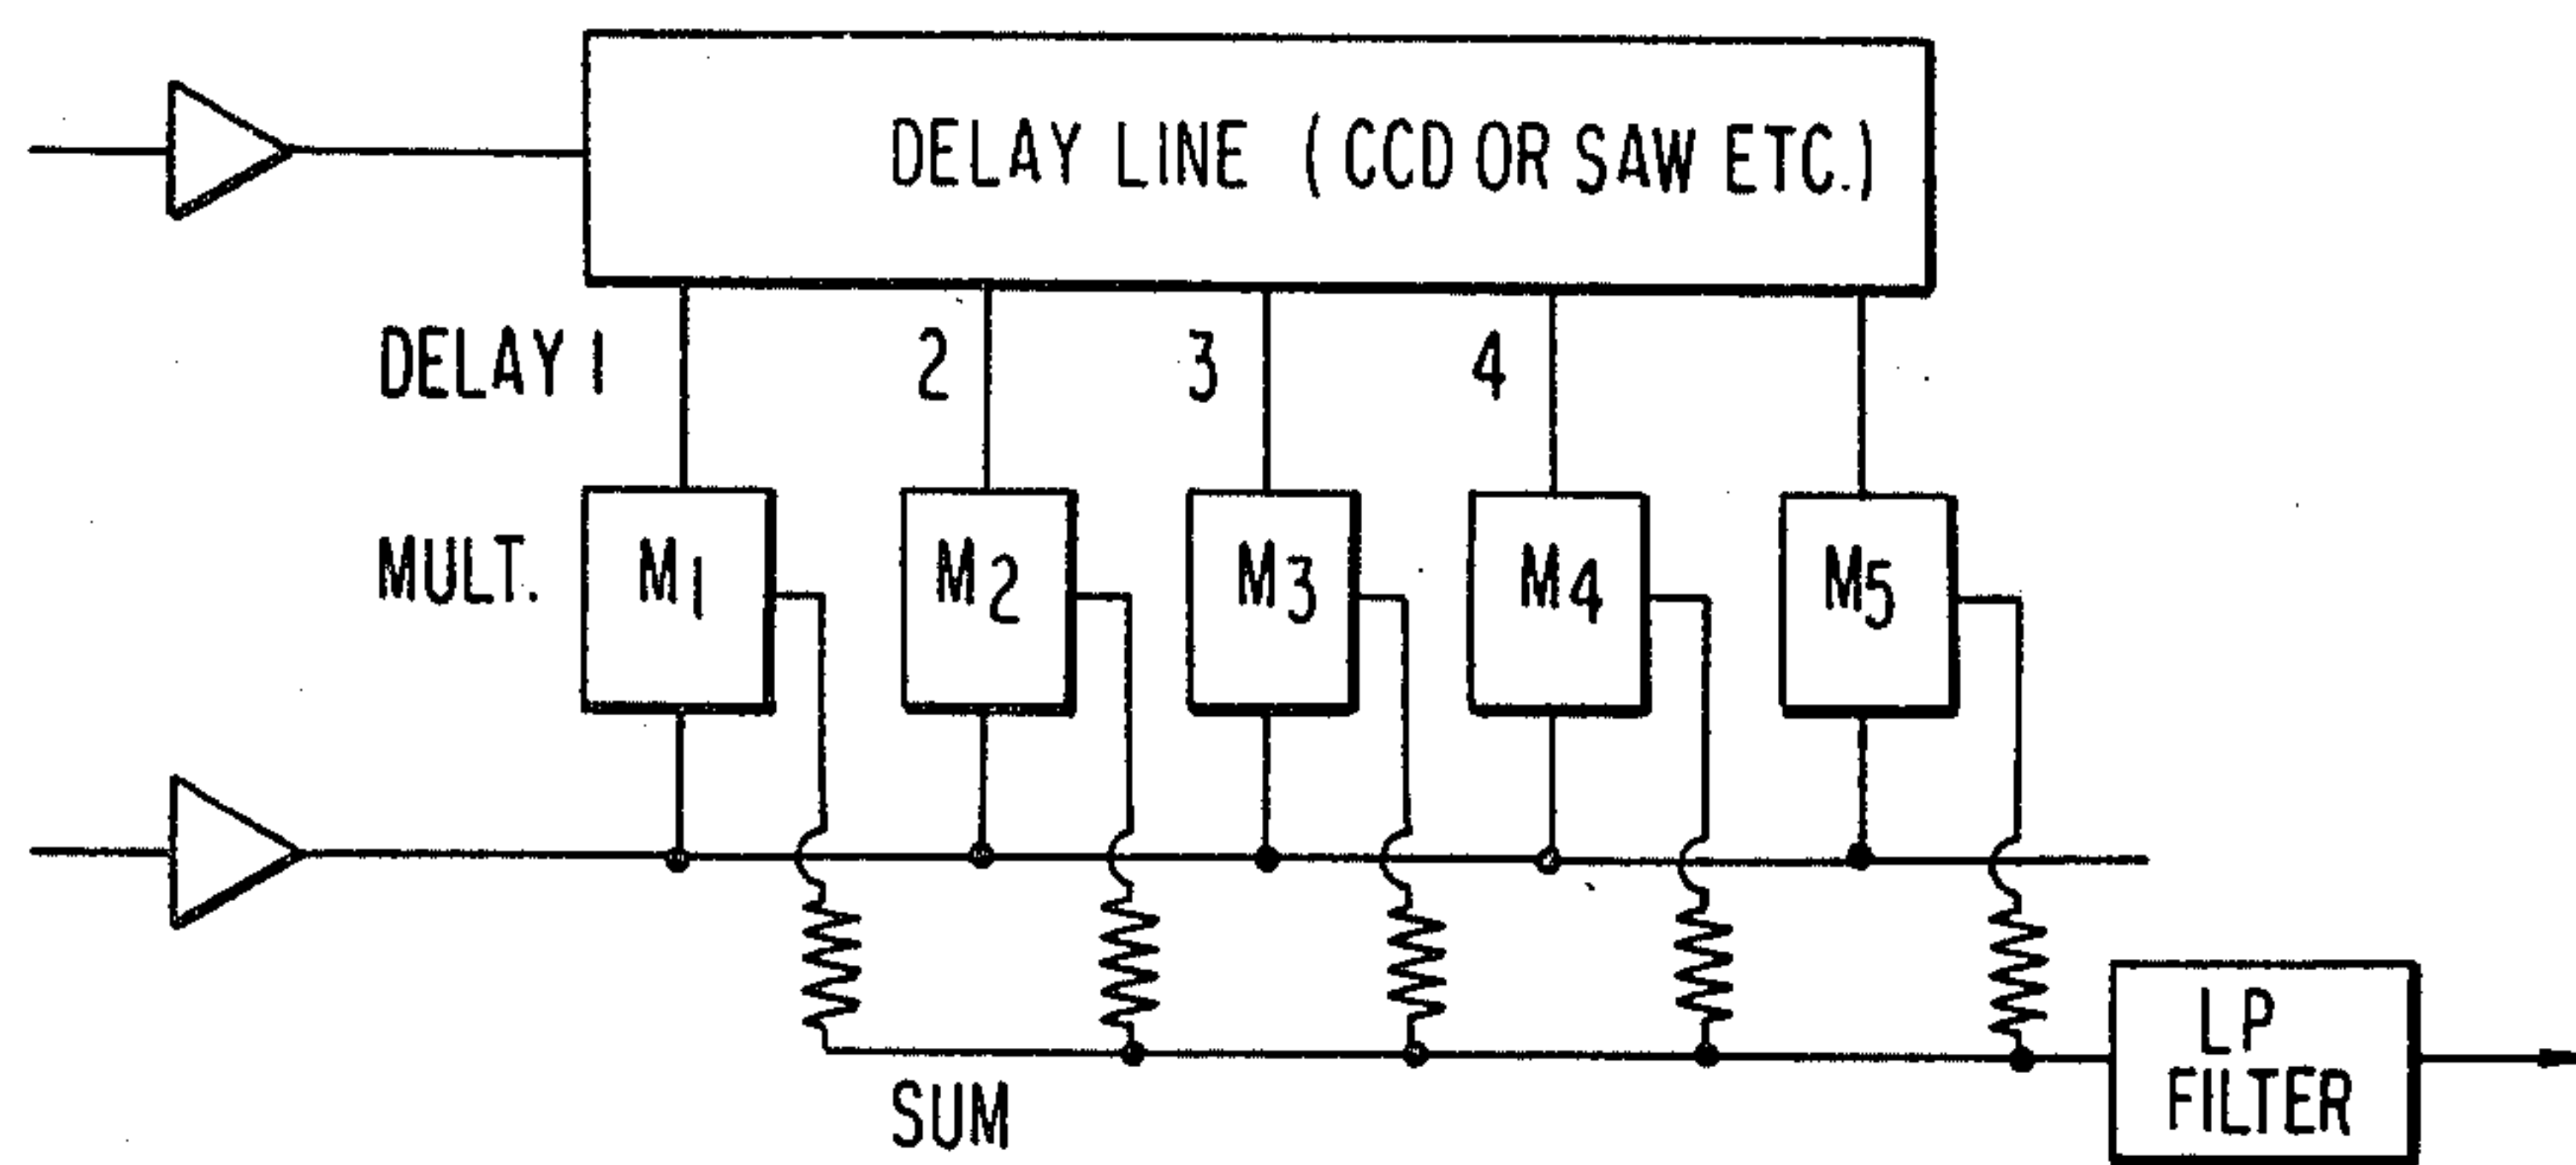 DELAY LINE (CCD OR SAW ETC.)
DELAY 1 2 3 4
MULT. M1 M2 M3 M4 M5
SUM
LP
FILTER